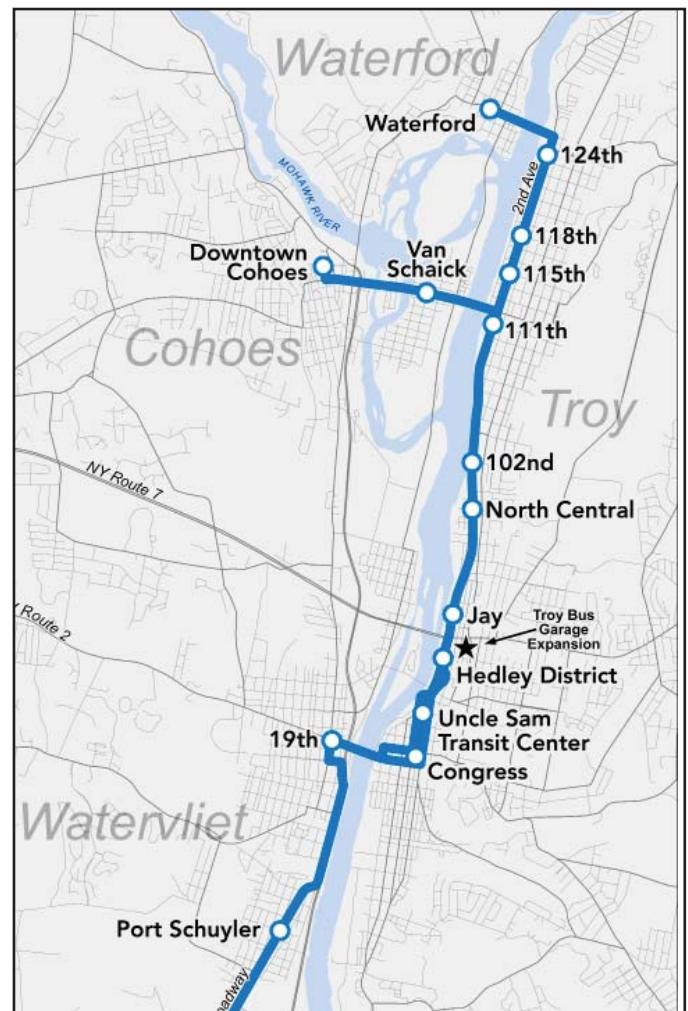 Waterford
Waterford
124th
2nd Ave
MOHAWK RIVER
118th
Downtown
Cohoes
Van
Schaick
115th
111th
Cohoes
Troy
102nd
NY Route 7
North Central
Route 2
Jay
Troy Bus
Garage
Expansion
Hedley District
Uncle Sam
Transit Center
19th
Congress
Watervliet
Port Schuyler